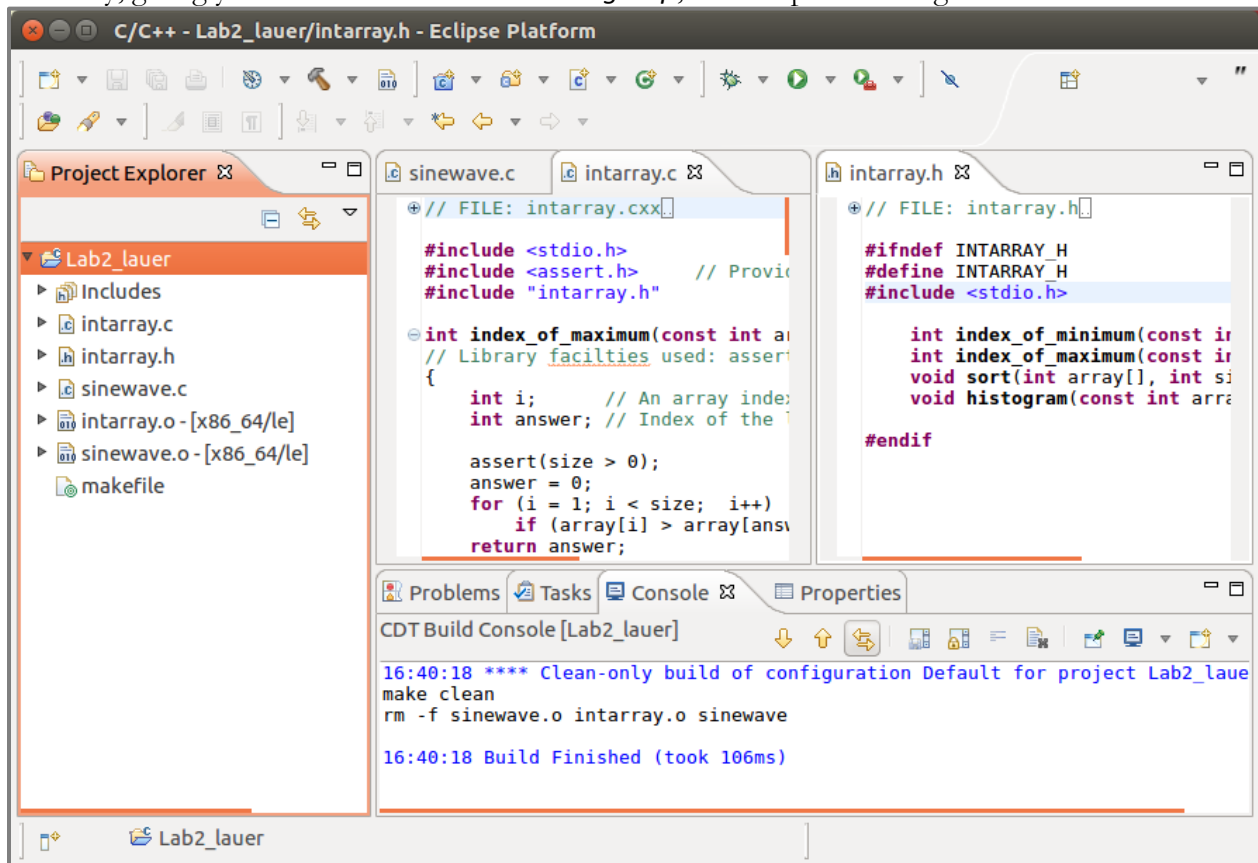 C/C++ - Lab2_lauer/intarray.h - Eclipse Platform
Project Explorer
Lab2_lauer
Includes
intarray.c
intarray.h
sinewave.c
intarray.o - [x86_64/le]
sinewave.o - [x86_64/le]
makefile
sinewave.c
intarray.c
// FILE: intarray.cxx
#include <stdio.h>
#include <assert.h> // Provid
#include "intarray.h"
int index_of_maximum(const int ar
// Library facilties used: assert
{
int i; // An array index
int answer; // Index of the l
assert(size > 0);
answer = 0;
for (i = 1; i < size; i++)
if (array[i] > array[answ
return answer;
intarray.h
// FILE: intarray.h
#ifndef INTARRAY_H
#define INTARRAY_H
#include <stdio.h>
int index_of_minimum(const in
int index_of_maximum(const in
void sort(int array[], int si
void histogram(const int arra
#endif
Problems Tasks Console Properties
CDT Build Console [Lab2_lauer]
16:40:18 **** Clean-only build of configuration Default for project Lab2_laue
make clean
rm -f sinewave.o intarray.o sinewave
16:40:18 Build Finished (took 106ms)
Lab2_lauer